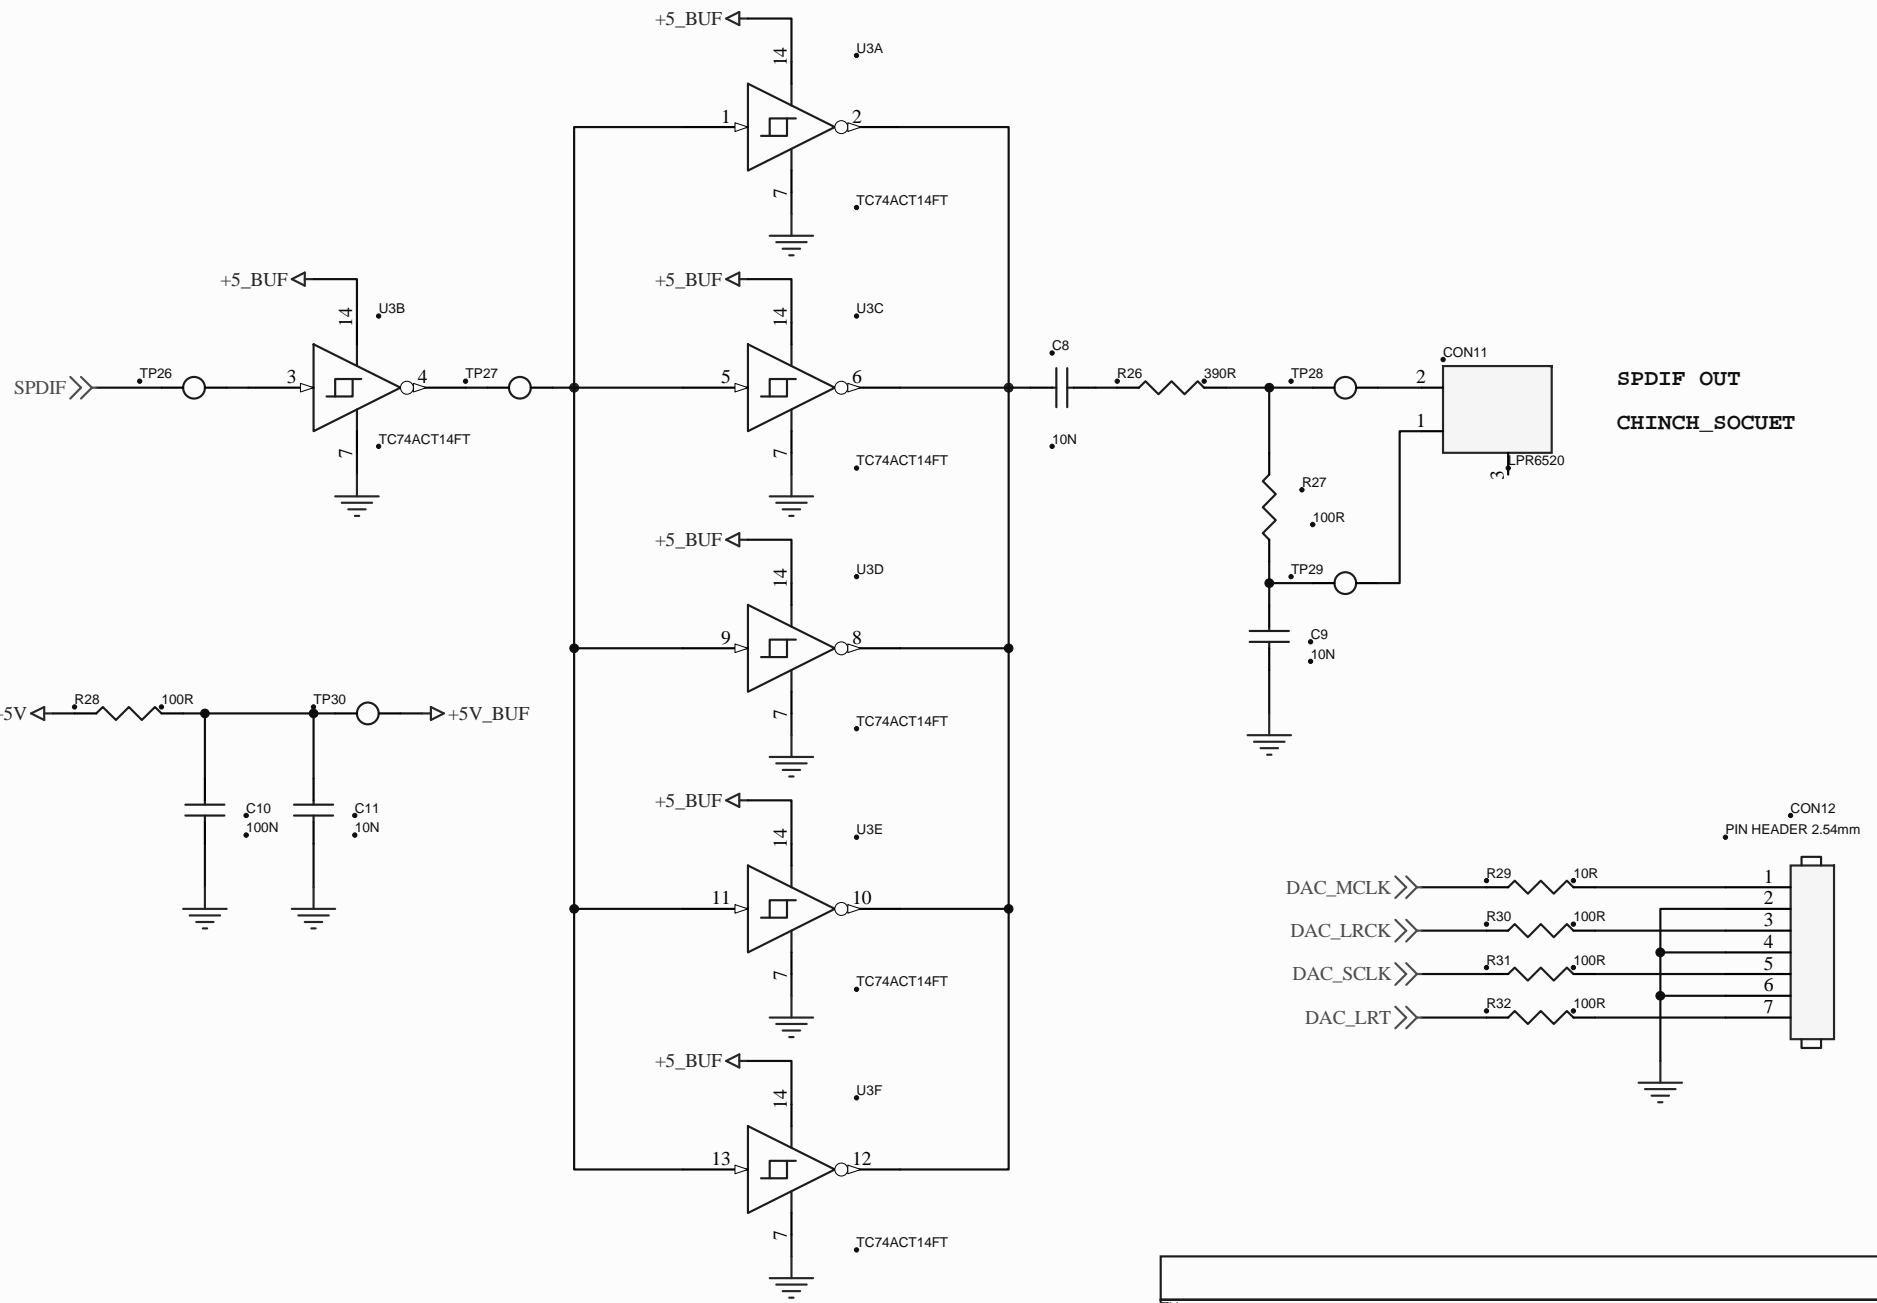 +5_BUF
14
U3A
1
2
7
TC74ACT14FT
+5_BUF
14
U3B
SPDIF
TP26
3
4
TP27
7
TC74ACT14FT
+5_BUF
14
U3C
5
6
7
TC74ACT14FT
C8
10N
R26
390R
TP28
CON11
2
1
3
LPR6520
SPDIF OUT
CHINCH_SOCUET
R27
100R
TP29
C9
10N
+5_BUF
14
U3D
9
8
7
TC74ACT14FT
+5V
R28
100R
TP30
+5V_BUF
C10
100N
C11
10N
+5_BUF
14
U3E
11
10
7
TC74ACT14FT
CON12
PIN HEADER 2.54mm
DAC_MCLK
R29
10R
1
2
DAC_LRCK
R30
100R
3
4
DAC_SCLK
R31
100R
5
6
DAC_LRT
R32
100R
7
+5_BUF
14
U3F
13
12
7
TC74ACT14FT